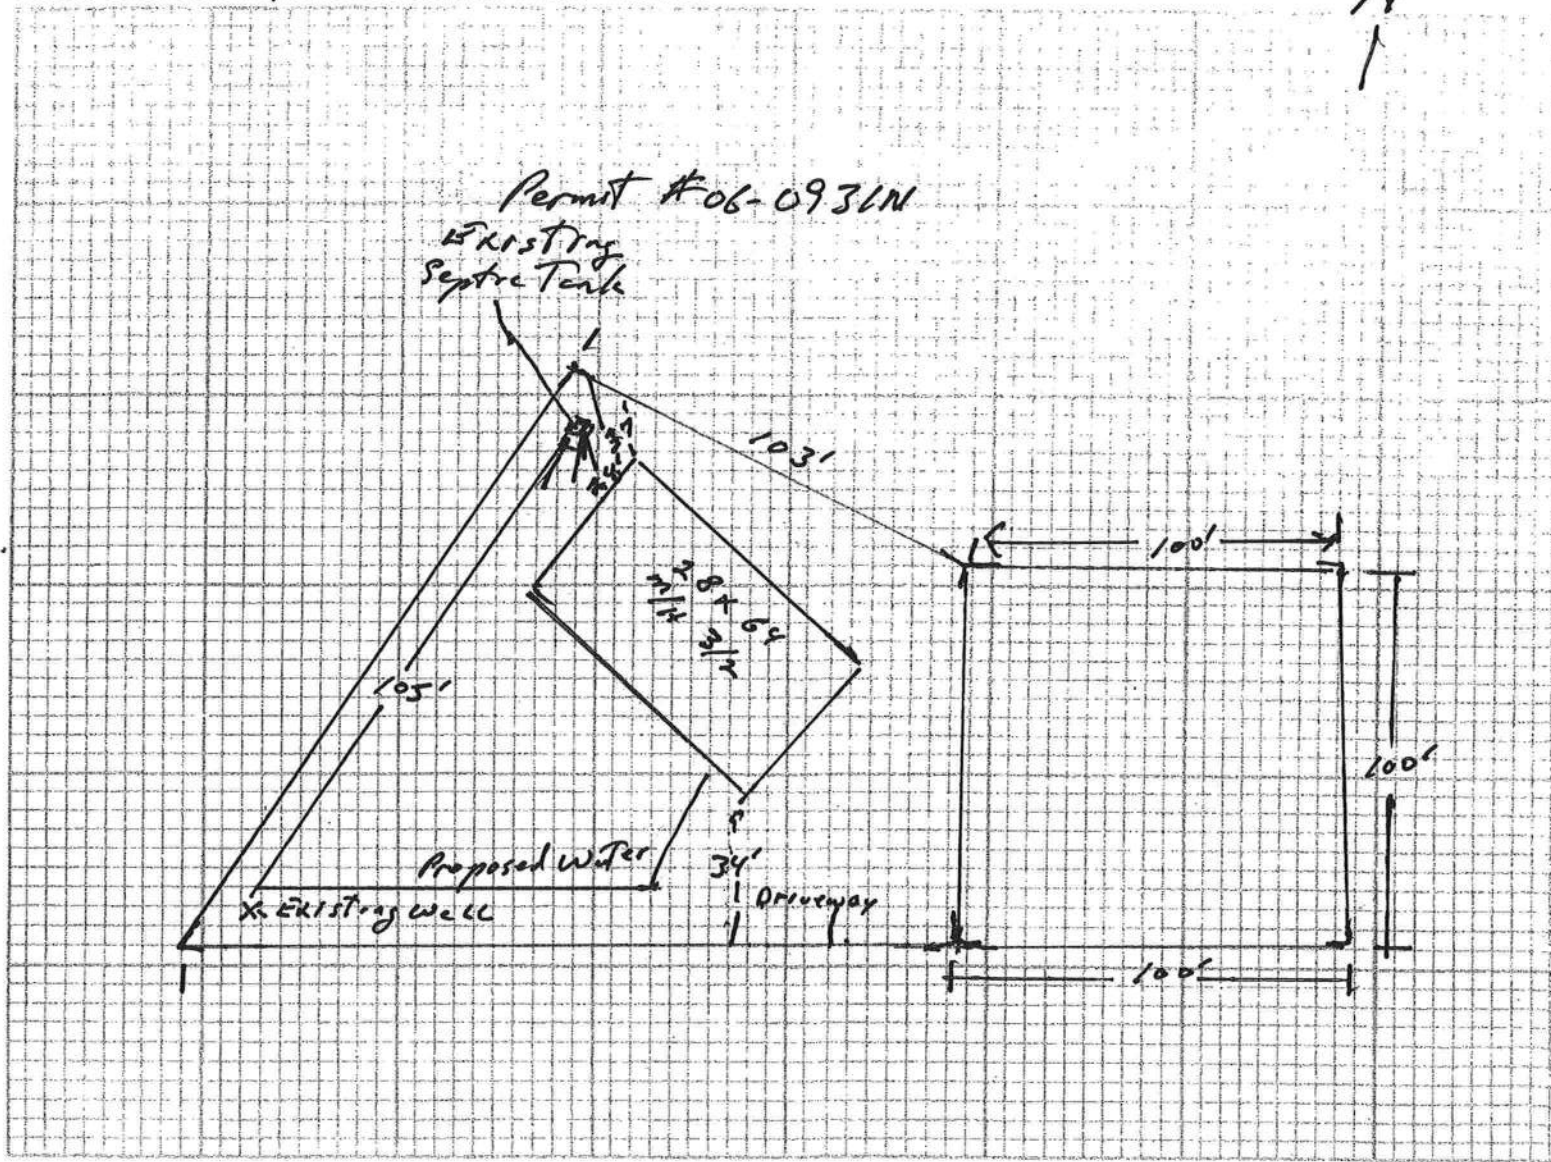 Permit # 06-0931N
Existing
Septic Tank
103'
100'
28 x 64
M/H 3/2
105'
100'
Proposed Water
34'
X-Existing Well
Driveway
100'